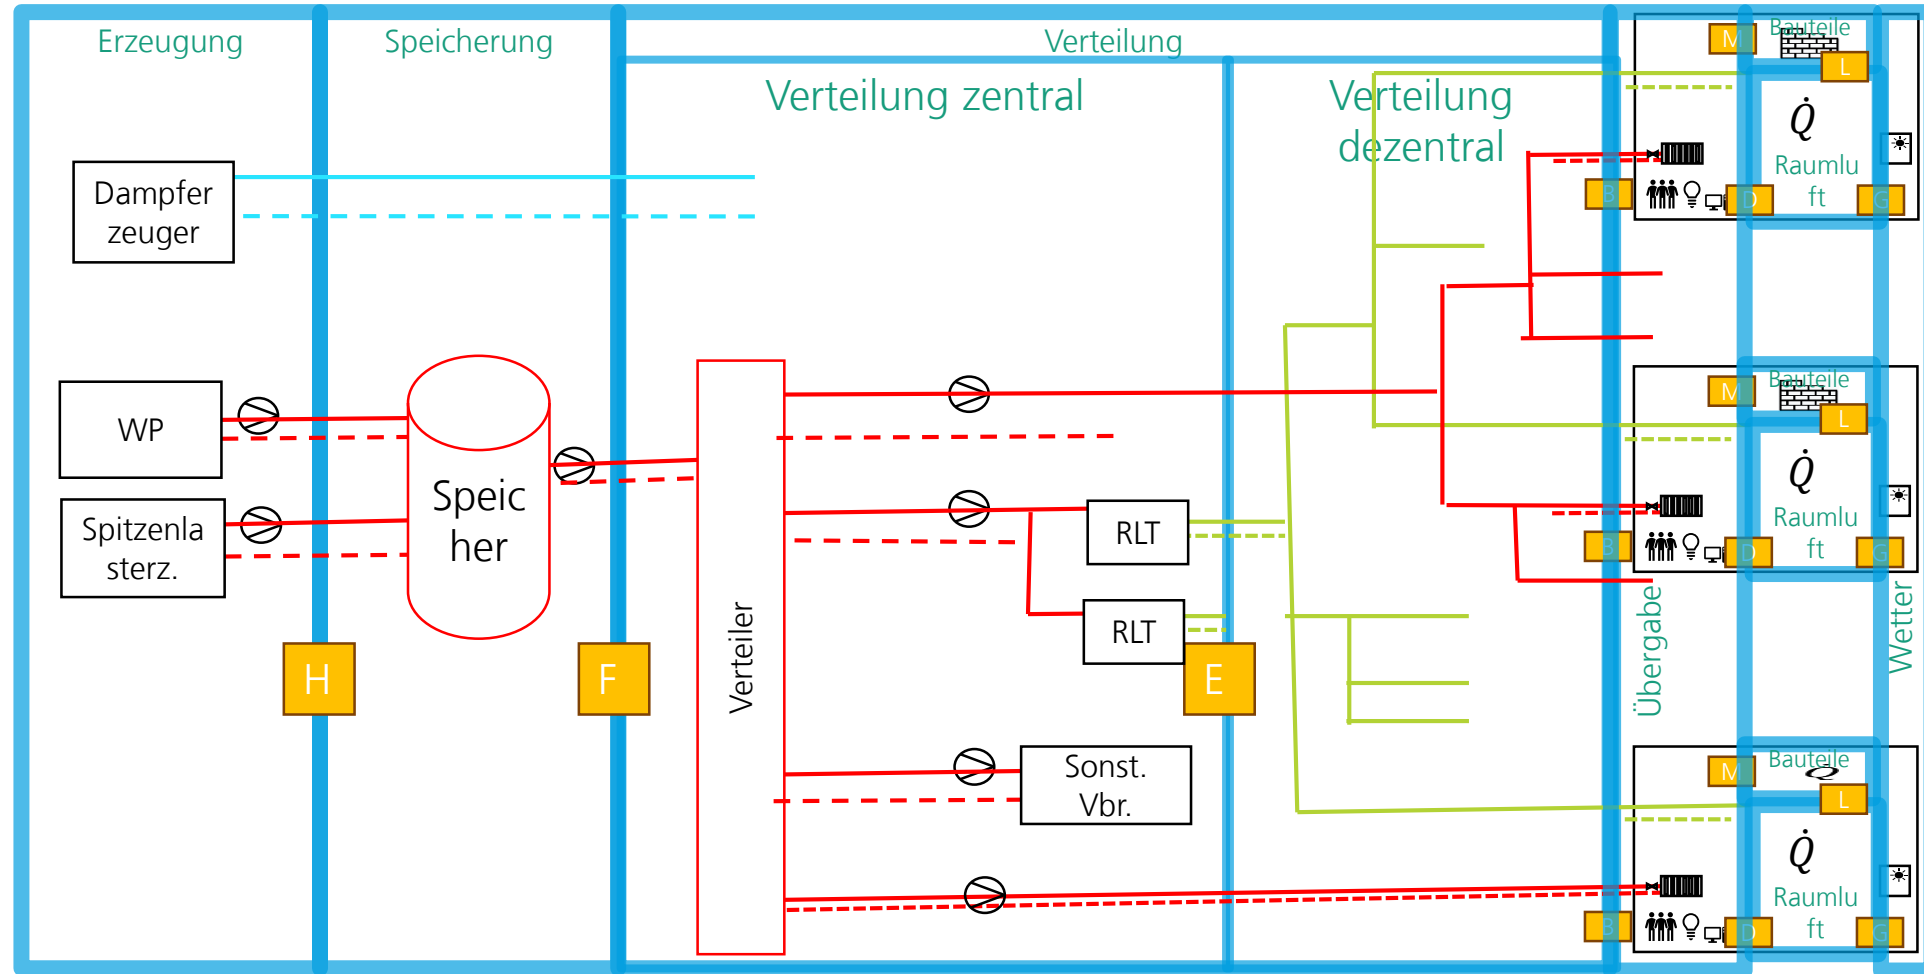 Erzeugung
Speicherung
Verteilung
Verteilung zentral
Verteilung
dezentral
Dampfer
zeuger
WP
Spitzenla
sterz.
Speic
her
Verteiler
RLT
RLT
Sonst.
Vbr.
H
F
E
Übergabe
Wetter
M
Bauteile
L
Q̇
Raumlu
ft
B
D
G
M
Bauteile
L
Q̇
Raumlu
ft
B
D
G
M
Bauteile
L
Q̇
Raumlu
ft
B
D
G